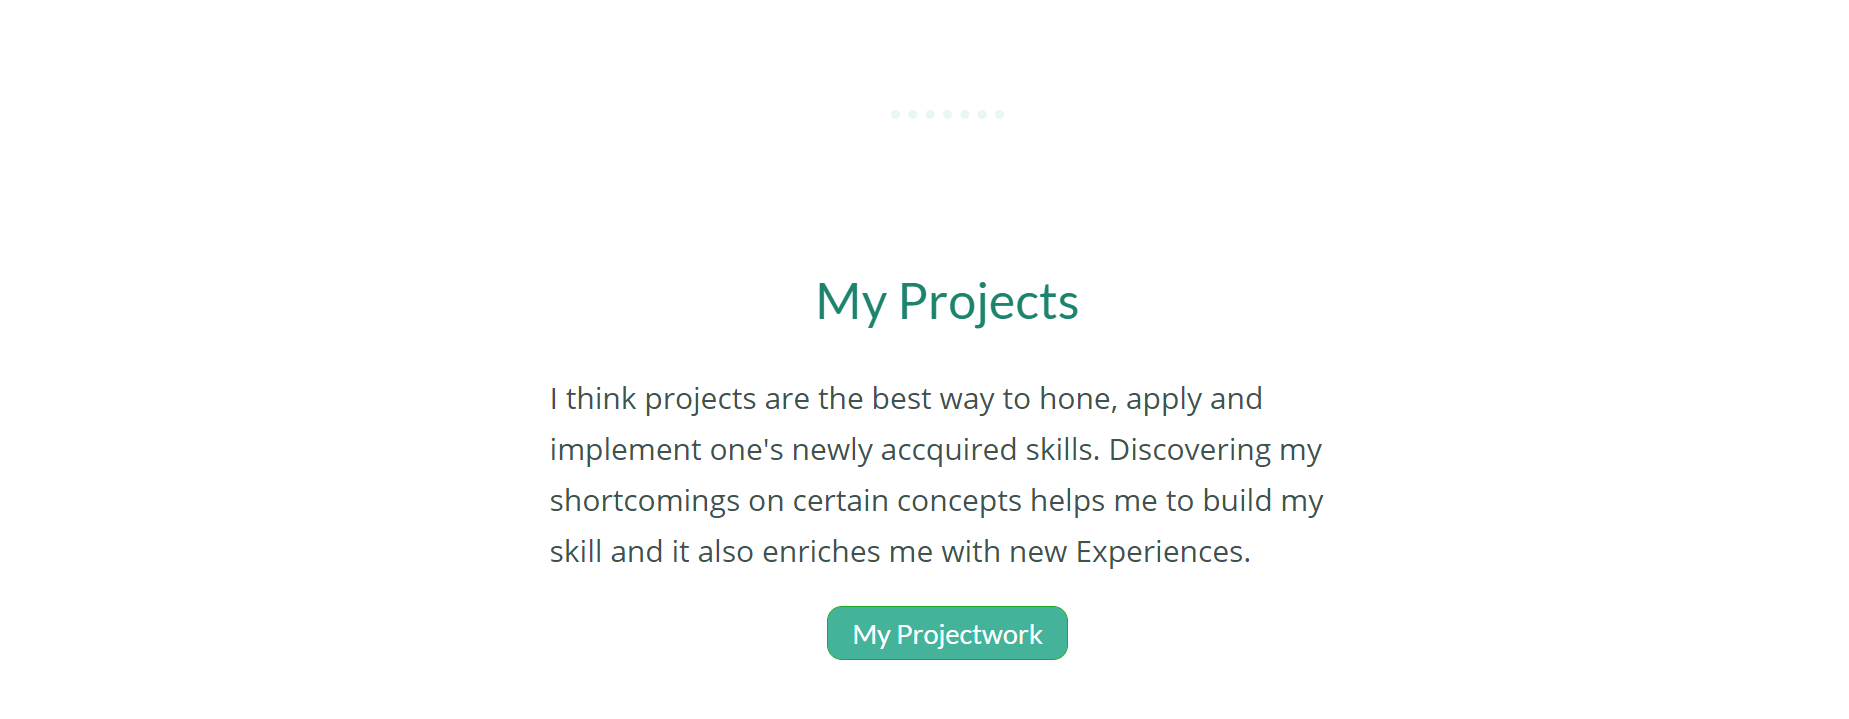 My Projects
I think projects are the best way to hone, apply and
implement one's newly accquired skills. Discovering my
shortcomings on certain concepts helps me to build my
skill and it also enriches me with new Experiences.
My Projectwork